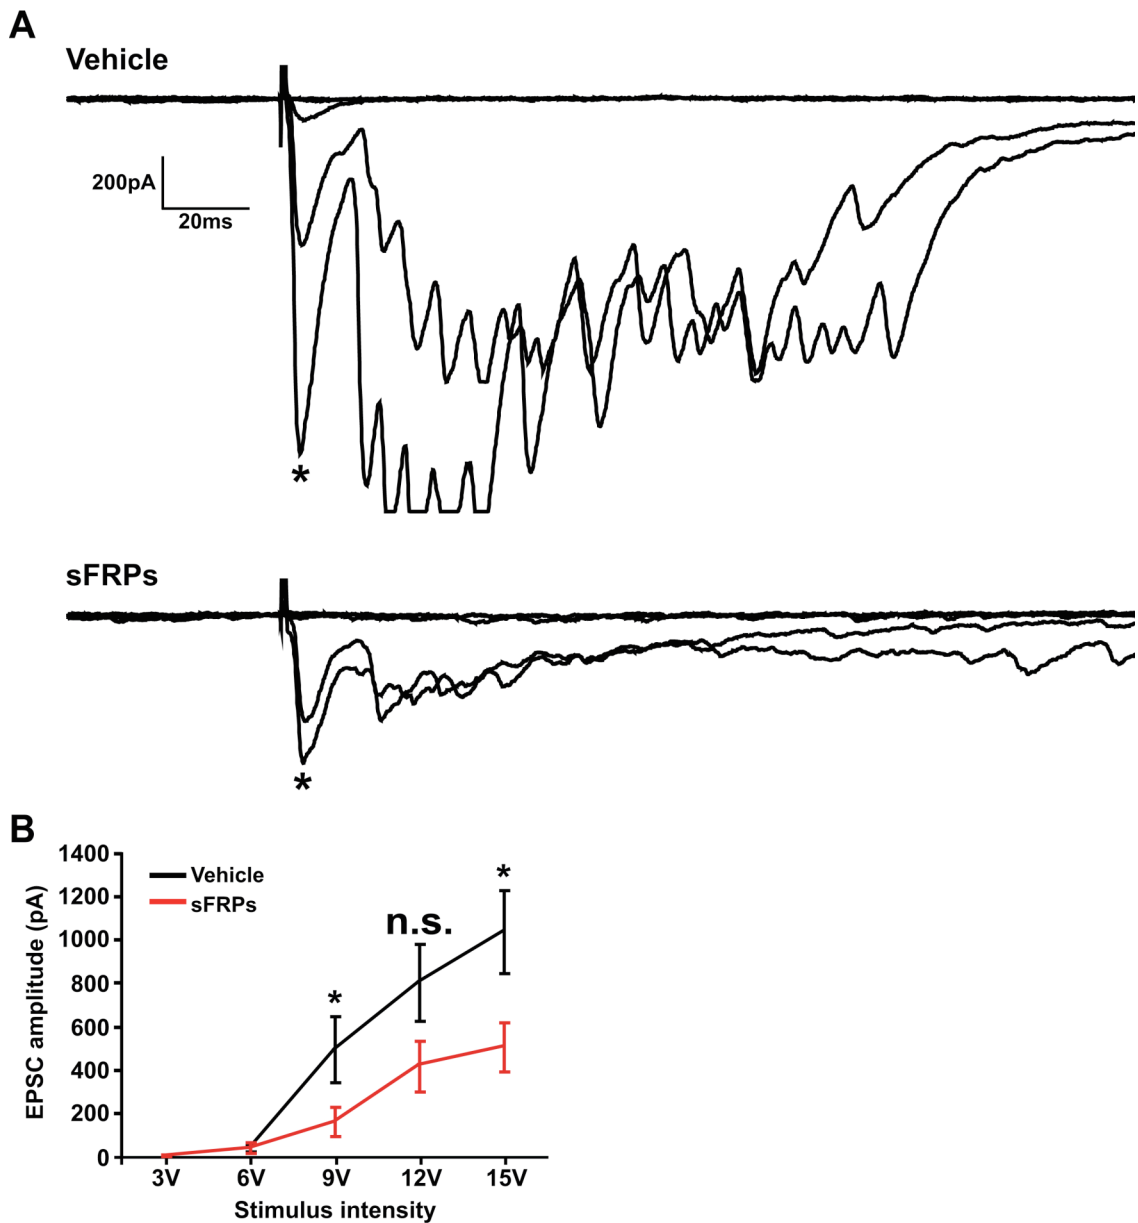 A
Vehicle
200pA
20ms
*
sFRPs
*
B
1400
1200
1000
800
600
400
200
0
EPSC amplitude (pA)
Vehicle
sFRPs
*
n.s.
*
3V 6V 9V 12V 15V
Stimulus intensity